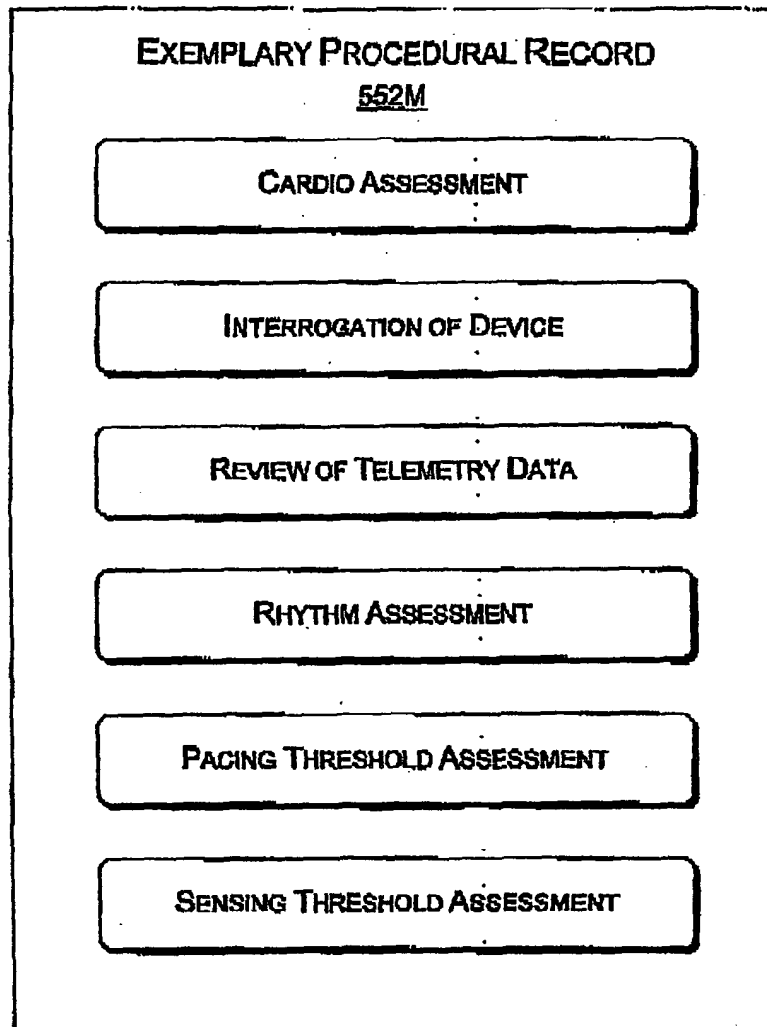 EXEMPLARY PROCEDURAL RECORD
552M
CARDIO ASSESSMENT
INTERROGATION OF DEVICE
REVIEW OF TELEMETRY DATA
RHYTHM ASSESSMENT
PACING THRESHOLD ASSESSMENT
SENSING THRESHOLD ASSESSMENT